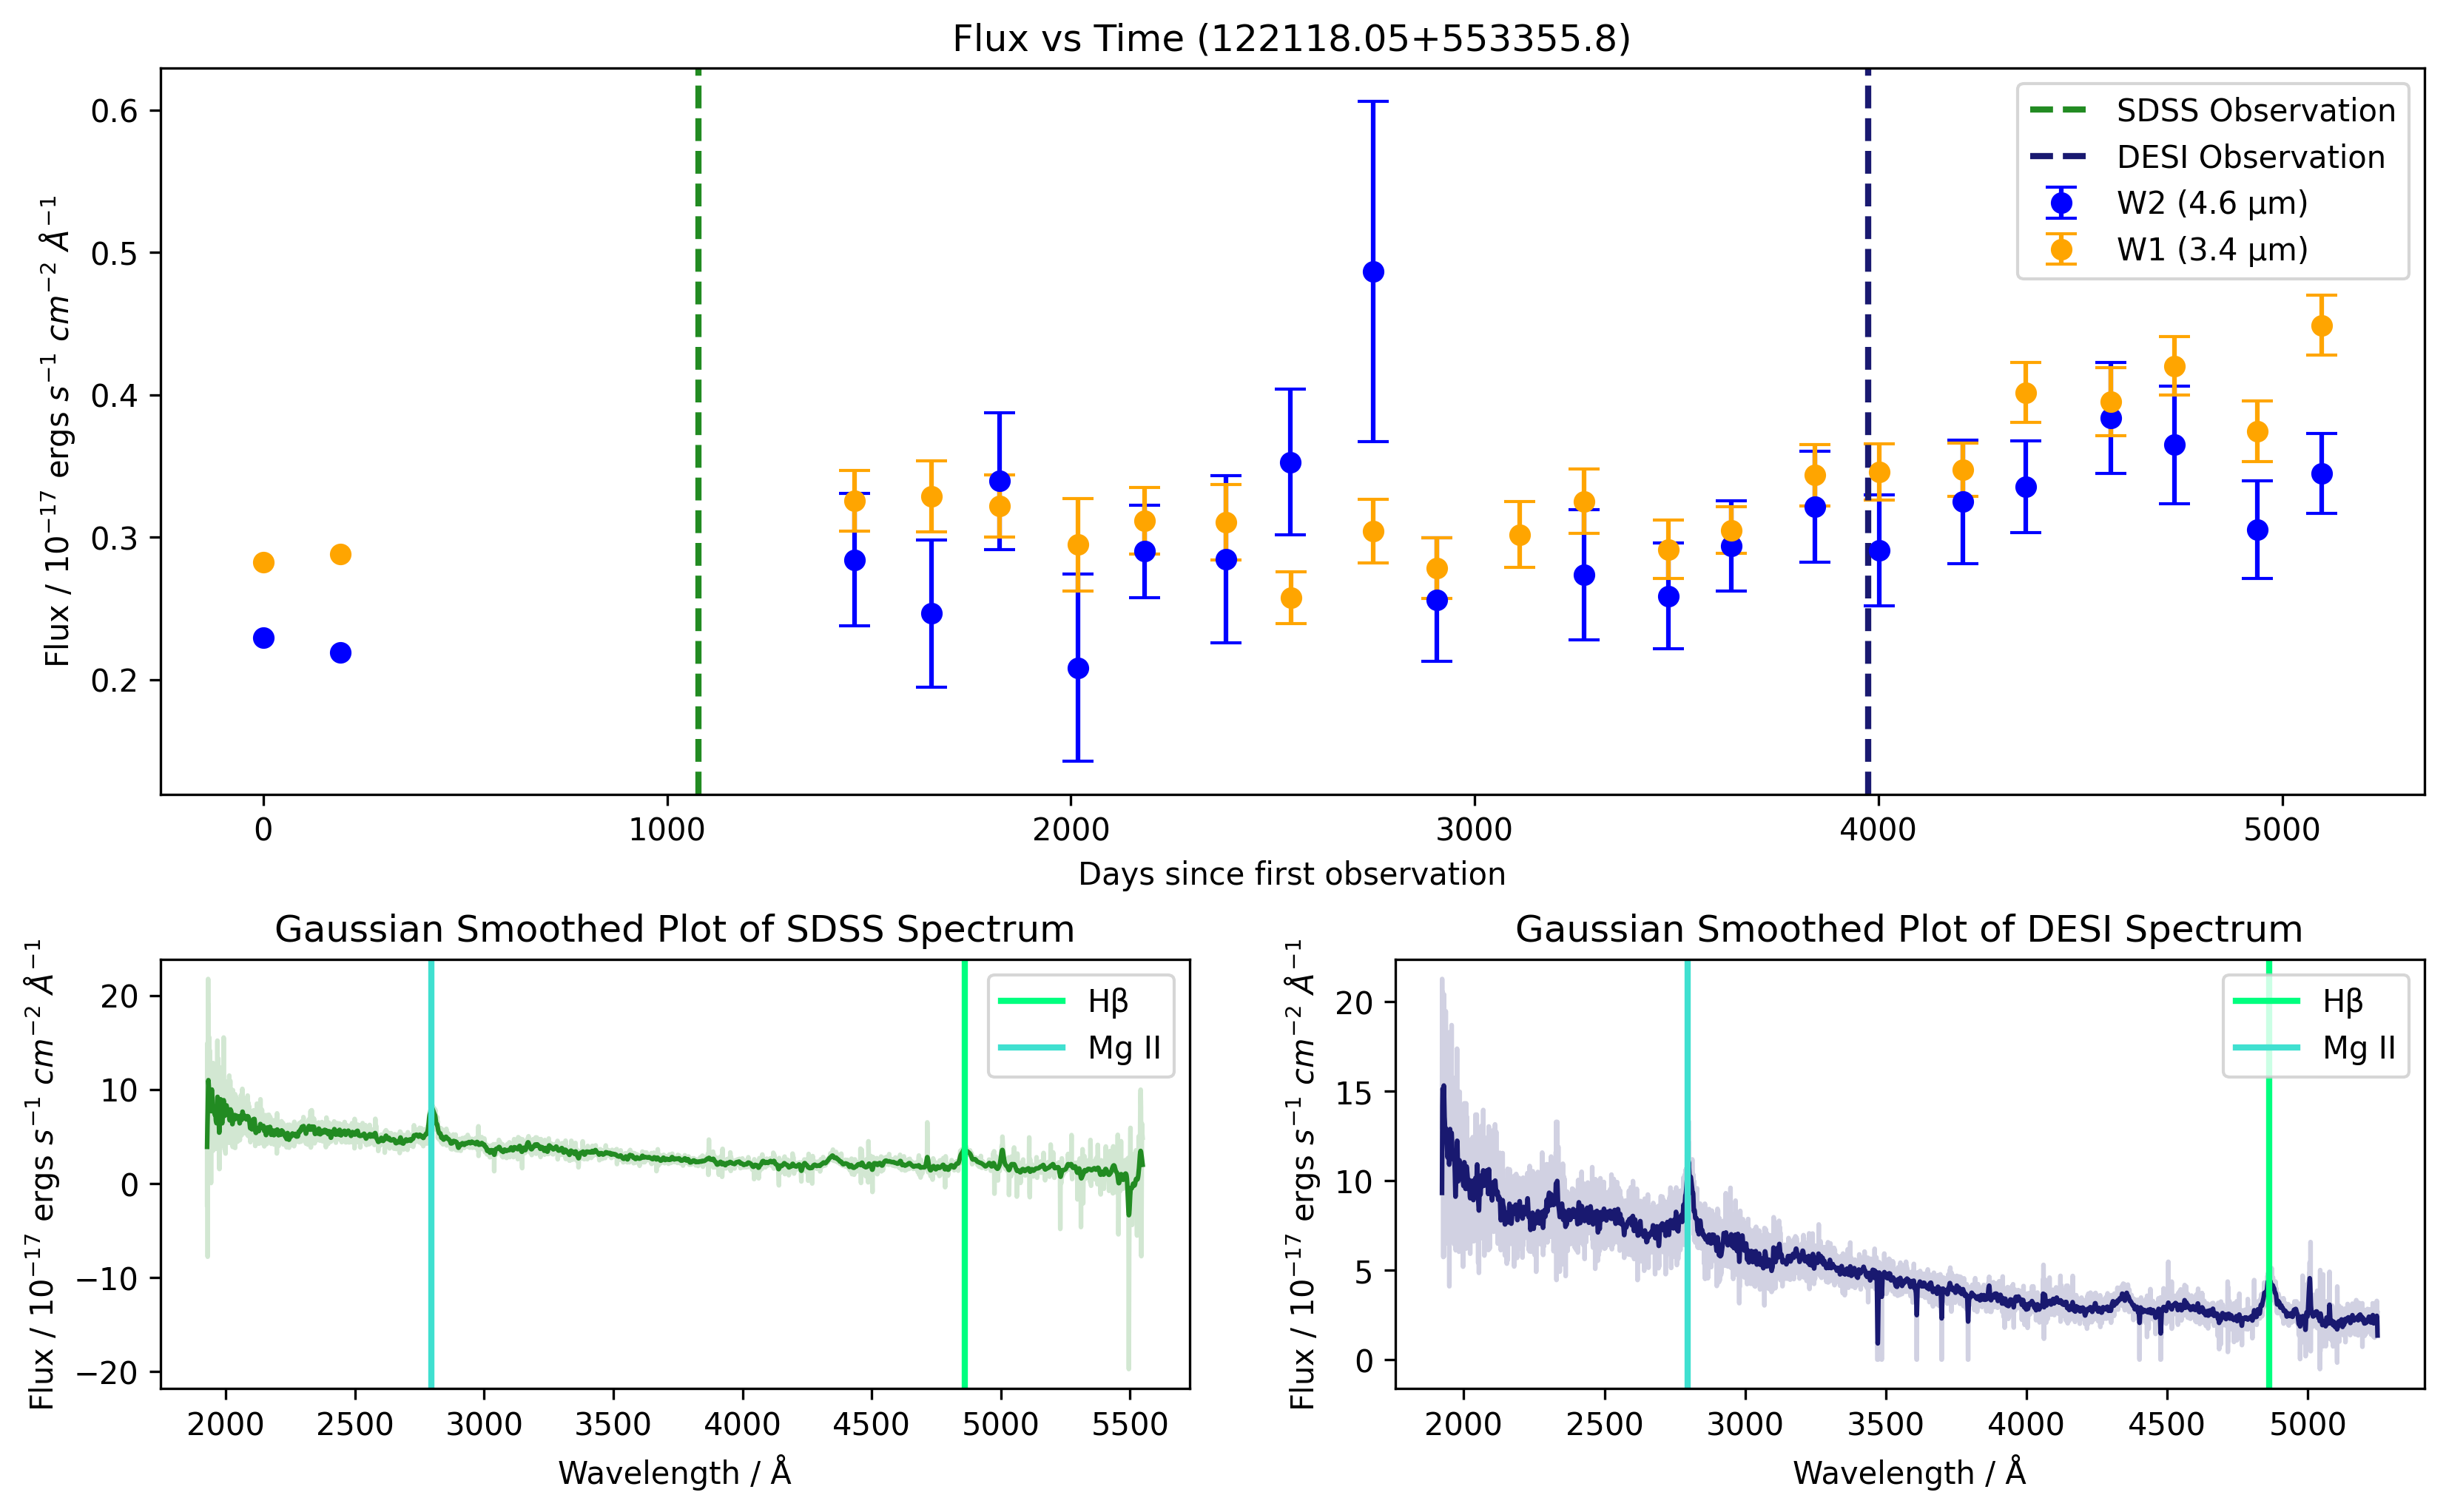 Flux vs Time (122118.05+553355.8)
Flux / 10⁻¹⁷ ergs s⁻¹ cm⁻² Å⁻¹
0.6
0.5
0.4
0.3
0.2
SDSS Observation
DESI Observation
W2 (4.6 μm)
W1 (3.4 μm)
0 1000 2000 3000 4000 5000
Days since first observation
Gaussian Smoothed Plot of SDSS Spectrum
Flux / 10⁻¹⁷ ergs s⁻¹ cm⁻² Å⁻¹
20
10
0
−10
−20
Hβ
Mg II
2000 2500 3000 3500 4000 4500 5000 5500
Wavelength / Å
Gaussian Smoothed Plot of DESI Spectrum
Flux / 10⁻¹⁷ ergs s⁻¹ cm⁻² Å⁻¹
20
15
10
5
0
Hβ
Mg II
2000 2500 3000 3500 4000 4500 5000
Wavelength / Å